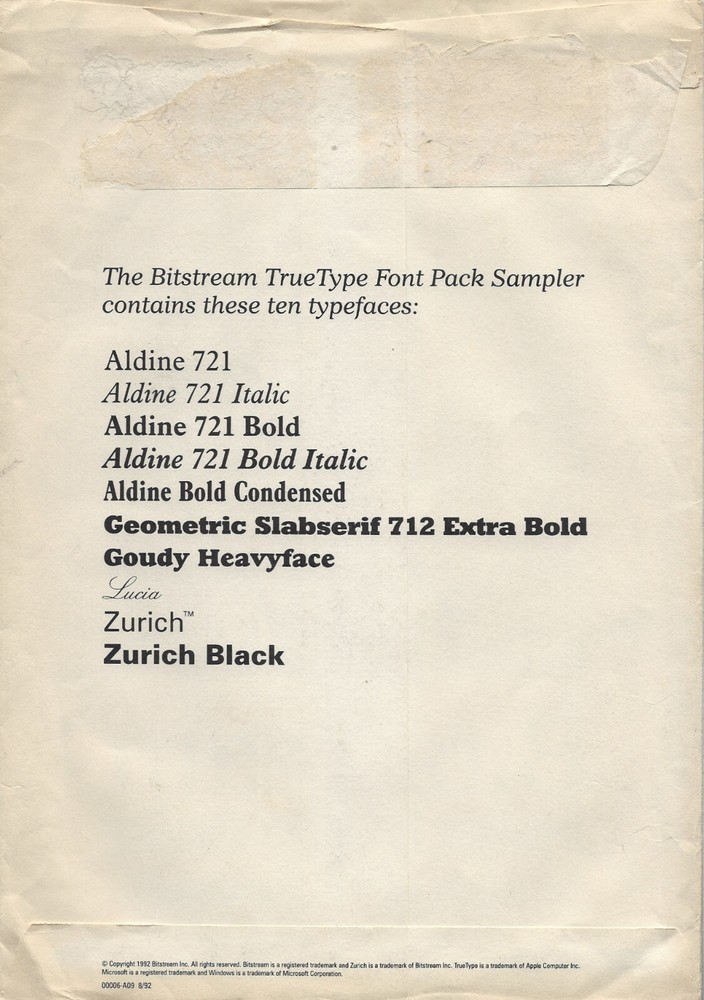 The Bitstream TrueType Font Pack Sampler
contains these ten typefaces:
Aldine 721
Aldine 721 Italic
Aldine 721 Bold
Aldine 721 Bold Italic
Aldine Bold Condensed
Geometric Slabserif 712 Extra Bold
Goudy Heavyface
Lucia
Zurich™
Zurich Black
© Copyright 1992 Bitstream Inc. All rights reserved. Bitstream is a registered trademark and Zurich is a trademark of Bitstream Inc. TrueType is a trademark of Apple Computer Inc.
Microsoft is a registered trademark and Windows is a trademark of Microsoft Corporation.
00006-A09 8/92